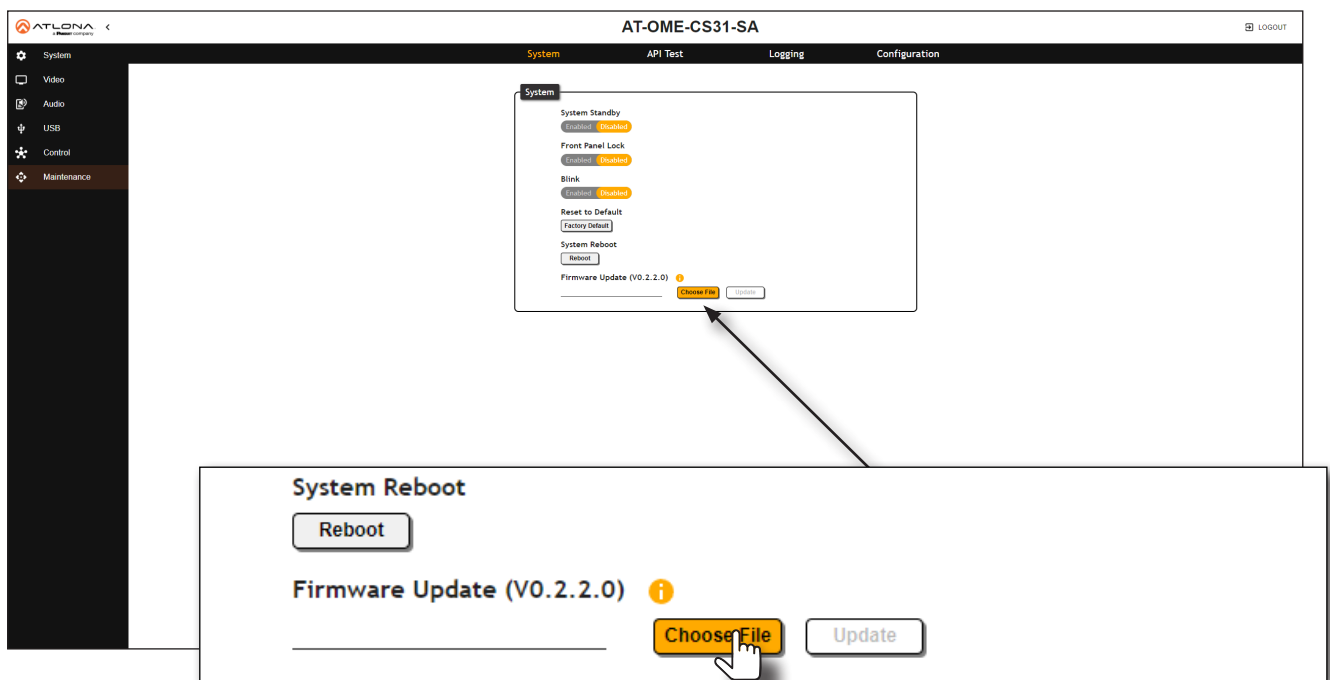 ATLONA
a Panduit company
AT-OME-CS31-SA
LOGOUT
System
Video
Audio
USB
Control
Maintenance
System API Test Logging Configuration
System
System Standby
Enabled Disabled
Front Panel Lock
Enabled Disabled
Blink
Enabled Disabled
Reset to Default
Factory Default
System Reboot
Reboot
Firmware Update (V0.2.2.0)
Choose File Update
System Reboot
Reboot
Firmware Update (V0.2.2.0)
Choose File Update